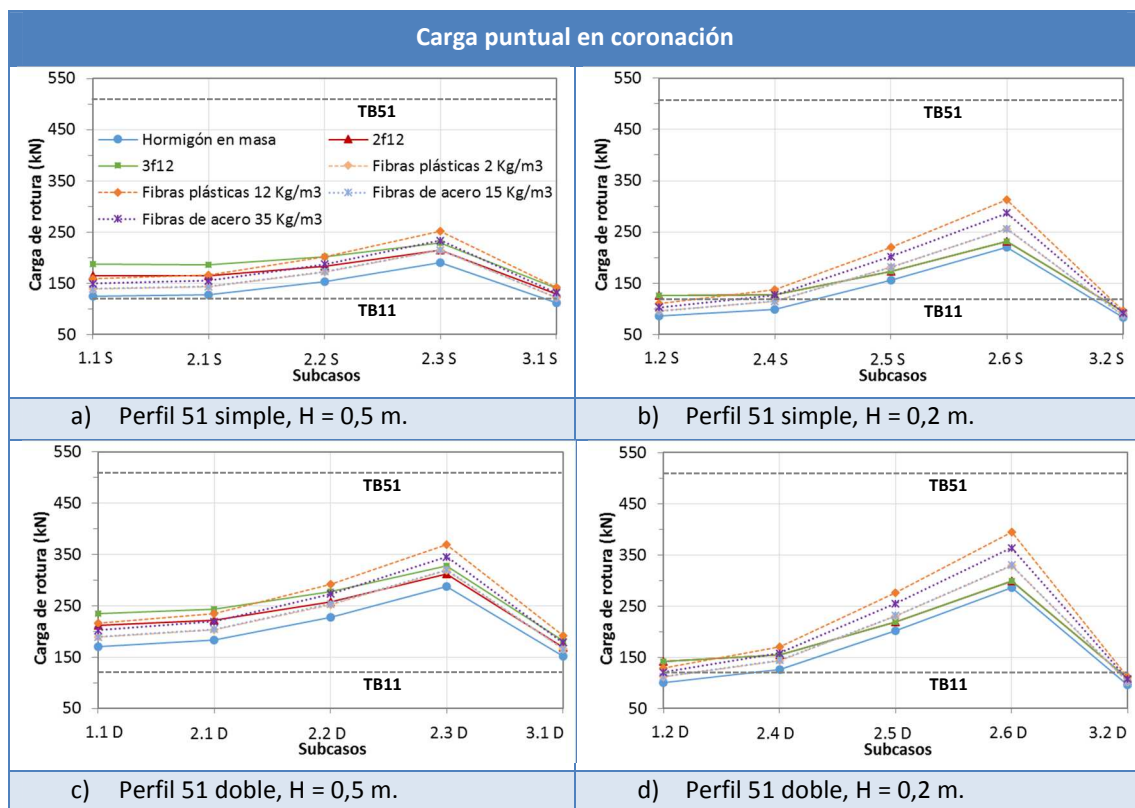 Carga puntual en coronación
Carga de rotura (kN)
550
450
350
250
150
50
TB51
Hormigón en masa
2f12
3f12
Fibras plásticas 2 Kg/m3
Fibras plásticas 12 Kg/m3
Fibras de acero 15 Kg/m3
Fibras de acero 35 Kg/m3
TB11
1.1 S 2.1 S 2.2 S 2.3 S 3.1 S
Subcasos
Carga de rotura (kN)
550
450
350
250
150
50
TB51
TB11
1.2 S 2.4 S 2.5 S 2.6 S 3.2 S
Subcasos
a) Perfil 51 simple, H = 0,5 m.
b) Perfil 51 simple, H = 0,2 m.
Carga de rotura (kN)
550
450
350
250
150
50
TB51
TB11
1.1 D 2.1 D 2.2 D 2.3 D 3.1 D
Subcasos
Carga de rotura (kN)
550
450
350
250
150
50
TB51
TB11
1.2 D 2.4 D 2.5 D 2.6 D 3.2 D
Subcasos
c) Perfil 51 doble, H = 0,5 m.
d) Perfil 51 doble, H = 0,2 m.